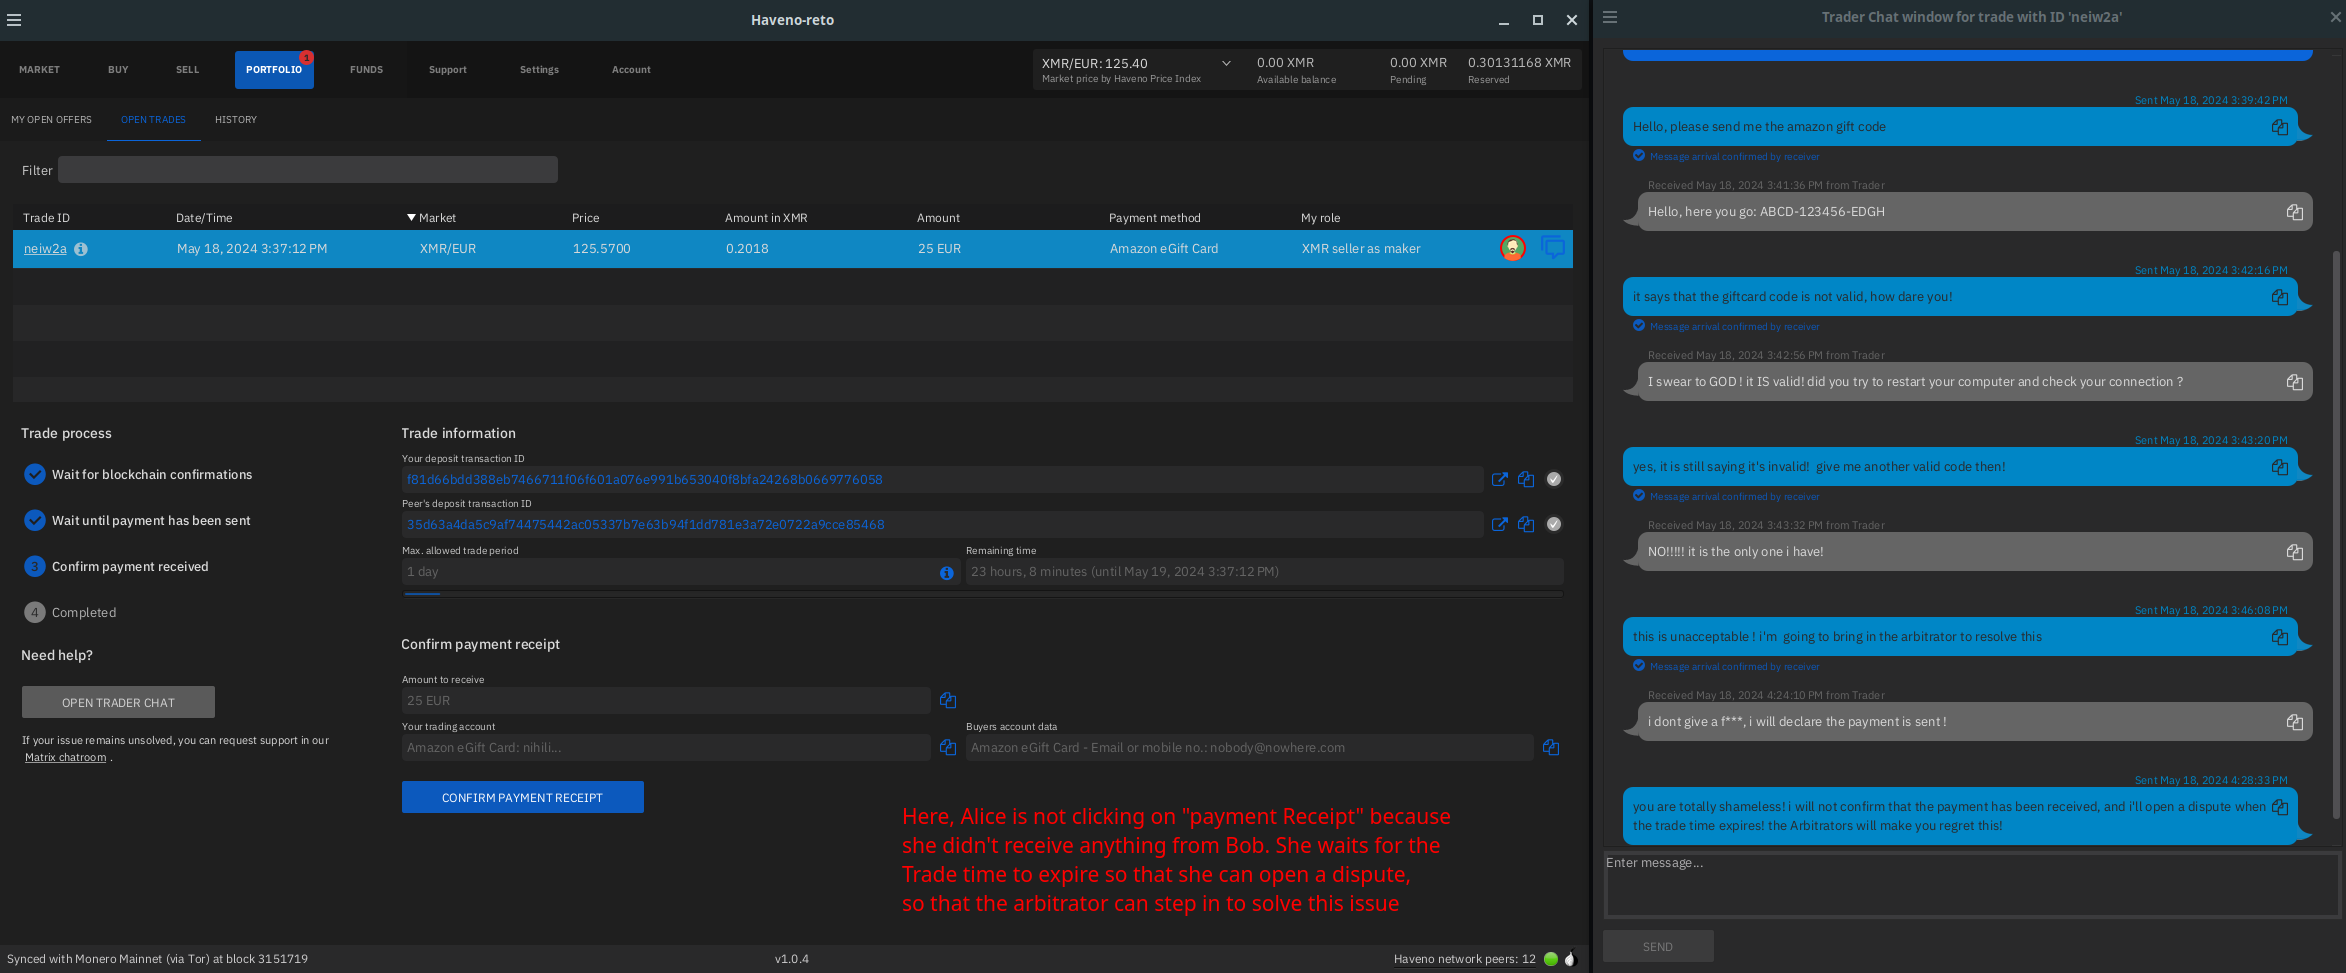 Haveno-reto
MARKET
BUY
SELL
PORTFOLIO
1
FUNDS
Support
Settings
Account
XMR/EUR: 125.40
Market price by Haveno Price Index
0.00 XMR
Available balance
0.00 XMR
Pending
0.30131168 XMR
Reserved
MY OPEN OFFERS
OPEN TRADES
HISTORY
Filter
Trade ID
Date/Time
Market
Price
Amount in XMR
Amount
Payment method
My role
neiw2a
May 18, 2024 3:37:12 PM
XMR/EUR
125.5700
0.2018
25 EUR
Amazon eGift Card
XMR seller as maker
Trade process
Wait for blockchain confirmations
Wait until payment has been sent
3
Confirm payment received
4
Completed
Need help?
OPEN TRADER CHAT
If your issue remains unsolved, you can request support in our
Matrix chatroom .
Trade information
Your deposit transaction ID
f81d66bdd388eb7466711f06f601a076e991b653040f8bfa24268b0669776058
Peer's deposit transaction ID
35d63a4da5c9af74475442ac05337b7e63b94f1dd781e3a72e0722a9cce85468
Max. allowed trade period
1 day
Remaining time
23 hours, 8 minutes (until May 19, 2024 3:37:12 PM)
Confirm payment receipt
Amount to receive
25 EUR
Your trading account
Amazon eGift Card: nihili...
Buyers account data
Amazon eGift Card - Email or mobile no.: nobody@nowhere.com
CONFIRM PAYMENT RECEIPT
Here, Alice is not clicking on "payment Receipt" because
she didn't receive anything from Bob. She waits for the
Trade time to expire so that she can open a dispute,
so that the arbitrator can step in to solve this issue
Synced with Monero Mainnet (via Tor) at block 3151719
v1.0.4
Haveno network peers: 12
Trader Chat window for trade with ID 'neiw2a'
Sent May 18, 2024 3:39:42 PM
Hello, please send me the amazon gift code
Message arrival confirmed by receiver
Received May 18, 2024 3:41:36 PM from Trader
Hello, here you go: ABCD-123456-EDGH
Sent May 18, 2024 3:42:16 PM
it says that the giftcard code is not valid, how dare you!
Message arrival confirmed by receiver
Received May 18, 2024 3:42:56 PM from Trader
I swear to GOD ! it IS valid! did you try to restart your computer and check your connection ?
Sent May 18, 2024 3:43:20 PM
yes, it is still saying it's invalid!  give me another valid code then!
Message arrival confirmed by receiver
Received May 18, 2024 3:43:32 PM from Trader
NO!!!!! it is the only one i have!
Sent May 18, 2024 3:46:08 PM
this is unacceptable ! i'm  going to bring in the arbitrator to resolve this
Message arrival confirmed by receiver
Received May 18, 2024 4:24:10 PM from Trader
i dont give a f***, i will declare the payment is sent !
Sent May 18, 2024 4:28:33 PM
you are totally shameless! i will not confirm that the payment has been received, and i'll open a dispute when
the trade time expires! the Arbitrators will make you regret this!
Enter message...
SEND